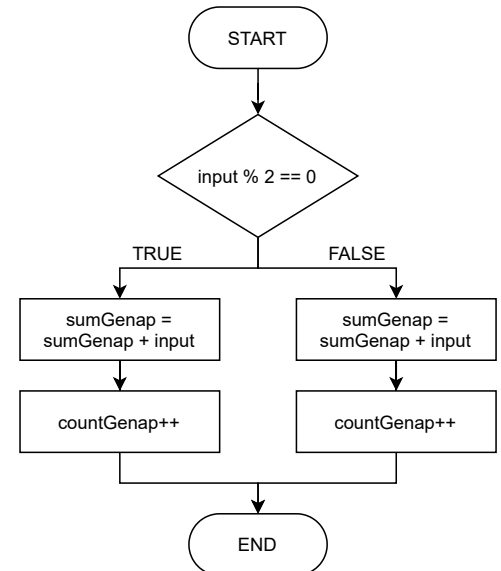 START
input % 2 == 0
TRUE
FALSE
sumGenap =
sumGenap + input
sumGenap =
sumGenap + input
countGenap++
countGenap++
END